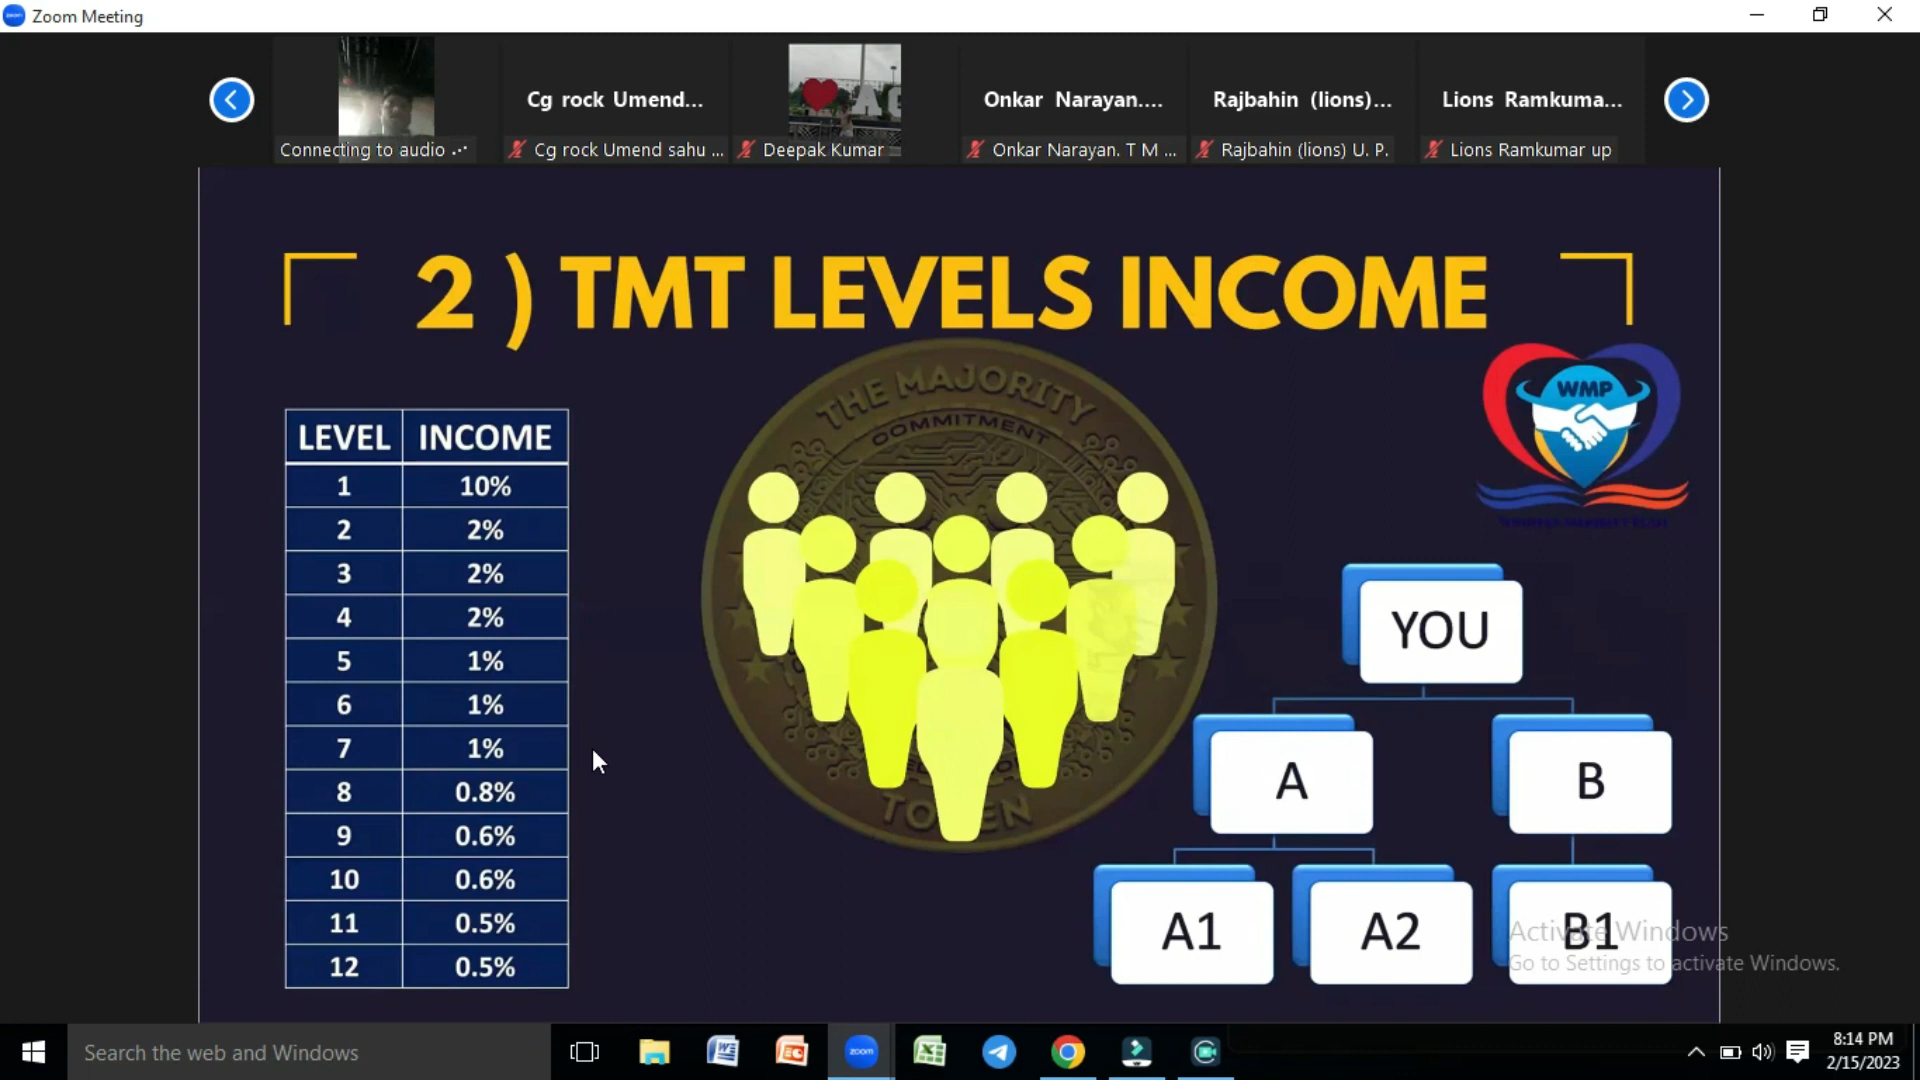 Zoom Meeting
Cg rock Umend...
Onkar Narayan....
Rajbahin (lions)...
Lions Ramkuma...
Connecting to audio ...
Cg rock Umend sahu ...
Deepak Kumar
Onkar Narayan. T M ...
Rajbahin (lions) U. P.
Lions Ramkumar up
2 ) TMT LEVELS INCOME
LEVEL INCOME
1 10%
2 2%
3 2%
4 2%
5 1%
6 1%
7 1%
8 0.8%
9 0.6%
10 0.6%
11 0.5%
12 0.5%
THE MAJORITY
COMMITMENT
WMP
YOU
A
B
A1
A2
B1
Activate Windows
Go to Settings to activate Windows.
Search the web and Windows
zoom
8:14 PM
2/15/2023